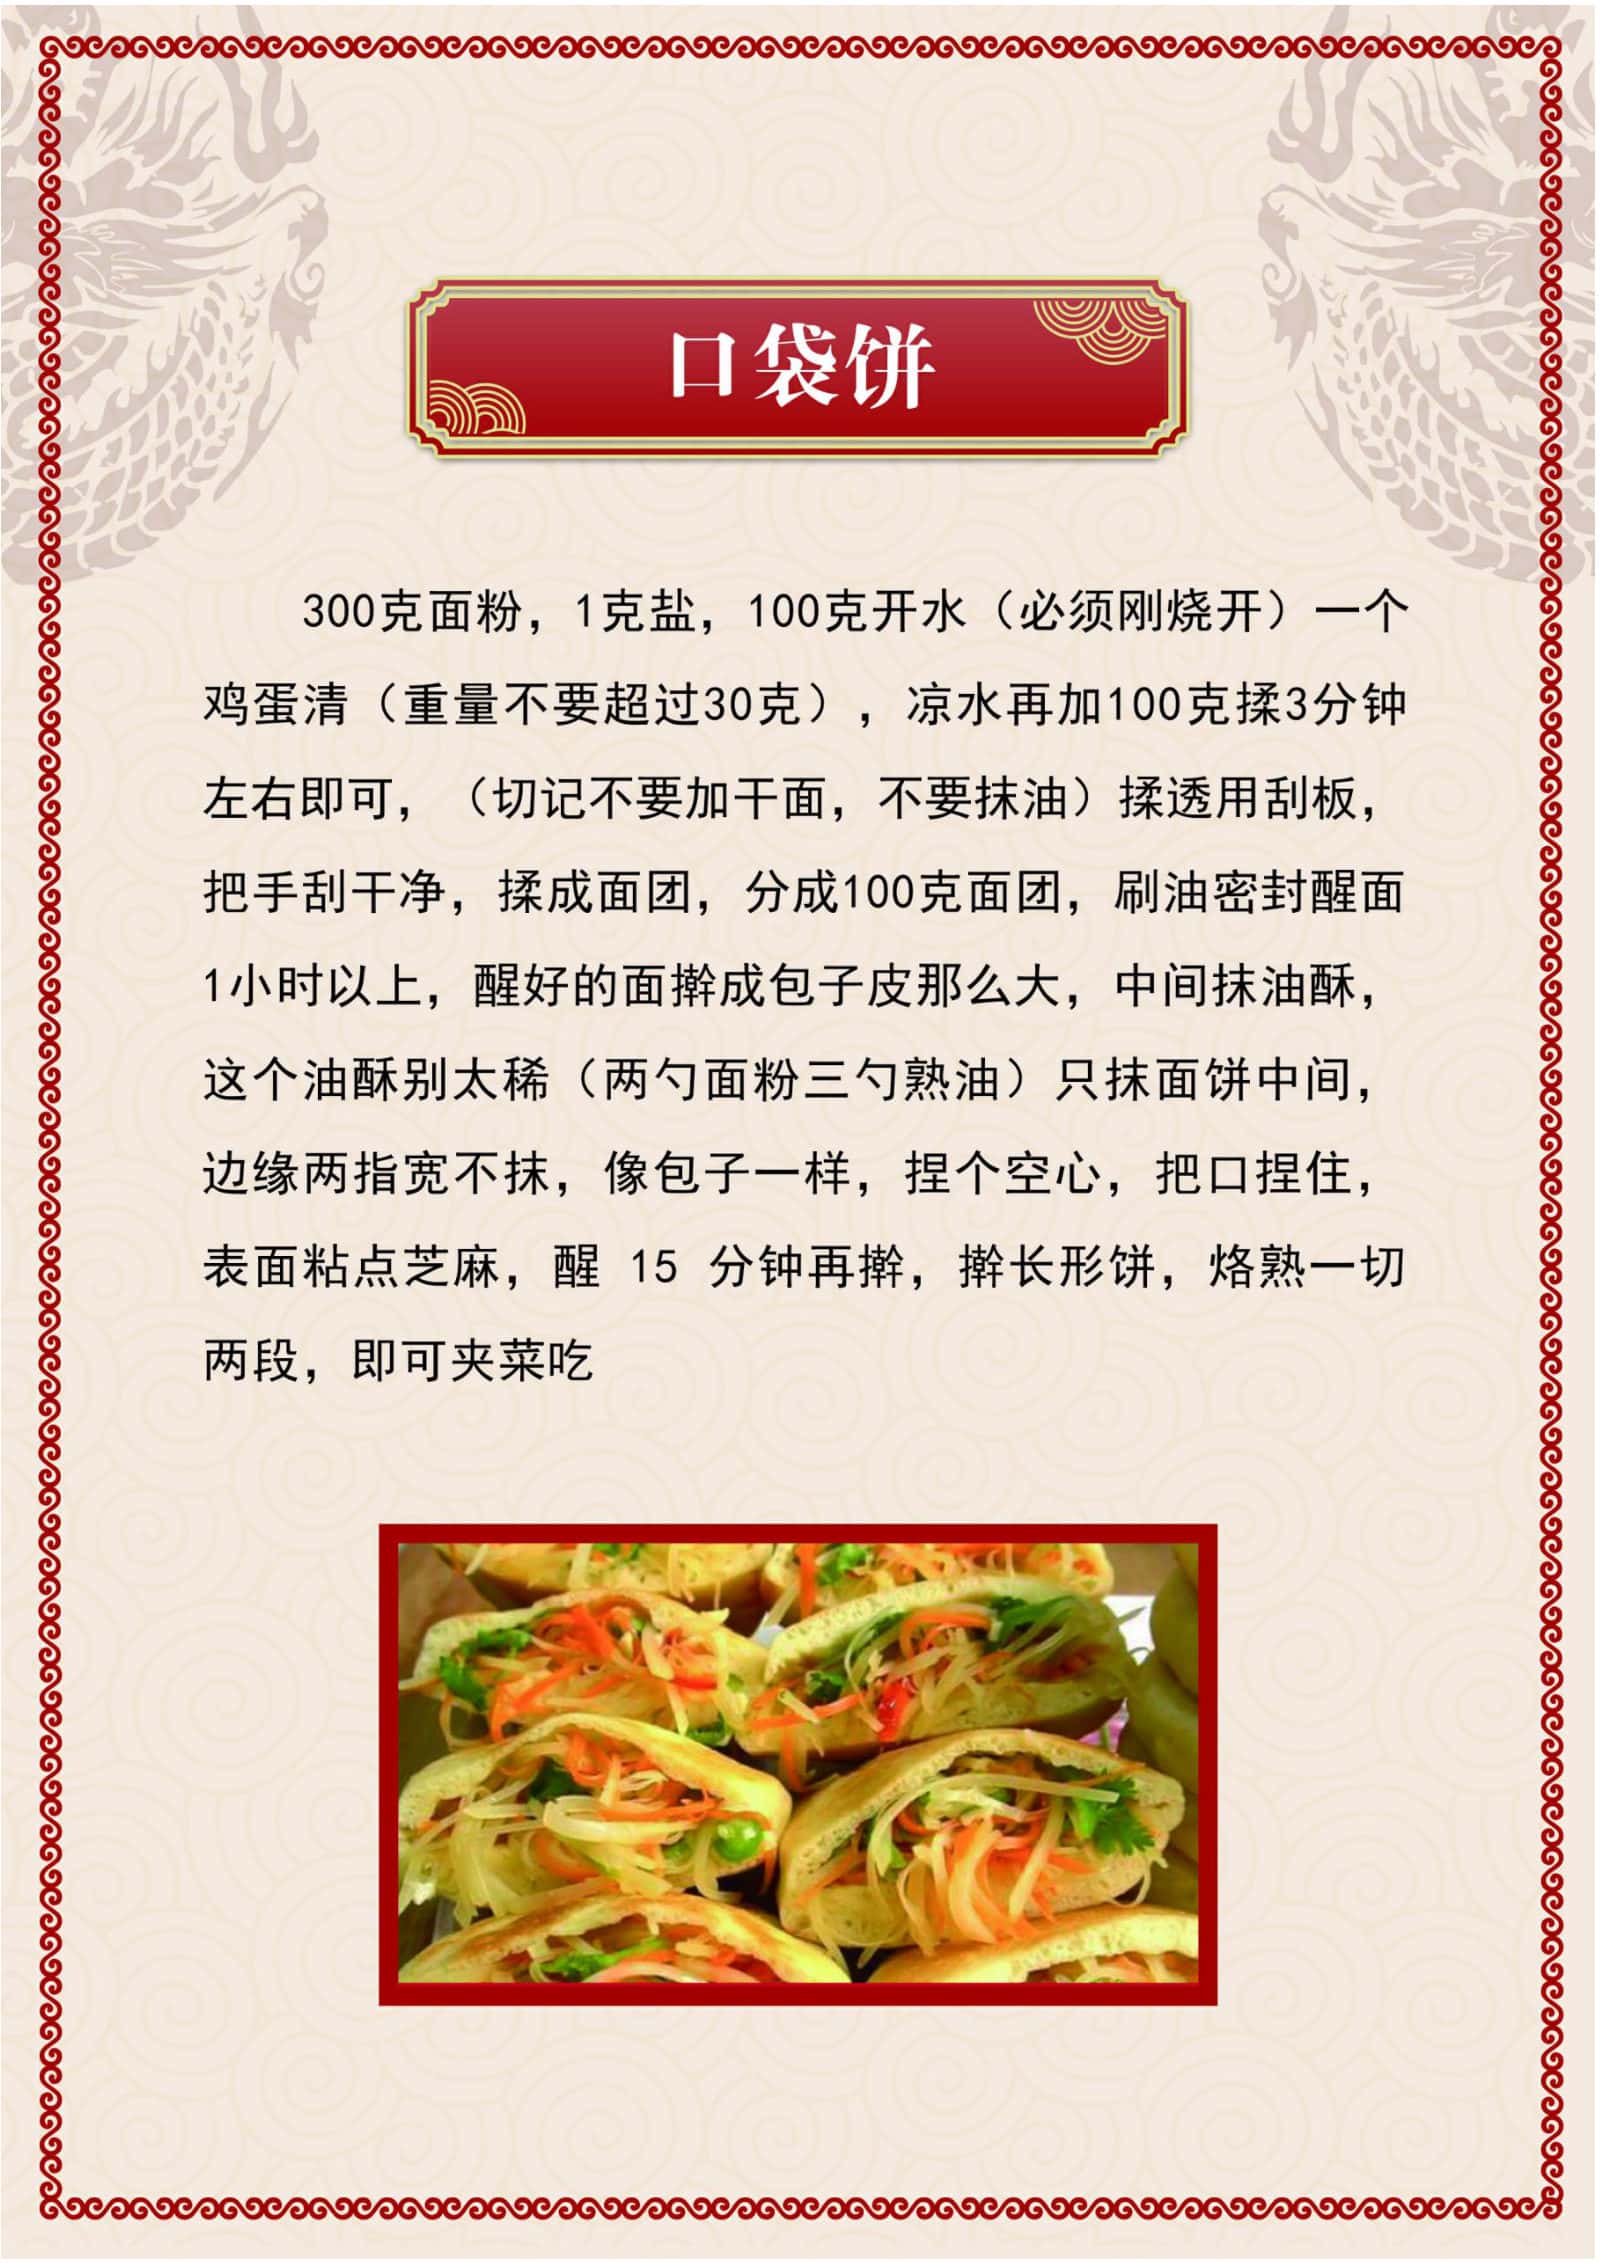 口袋饼
300克面粉，1克盐，100克开水（必须刚烧开）一个
鸡蛋清（重量不要超过30克），凉水再加100克揉3分钟
左右即可，（切记不要加干面，不要抹油）揉透用刮板，
把手刮干净，揉成面团，分成100克面团，刷油密封醒面
1小时以上，醒好的面擀成包子皮那么大，中间抹油酥，
这个油酥别太稀（两勺面粉三勺熟油）只抹面饼中间，
边缘两指宽不抹，像包子一样，捏个空心，把口捏住，
表面粘点芝麻，醒 15 分钟再擀，擀长形饼，烙熟一切
两段，即可夹菜吃